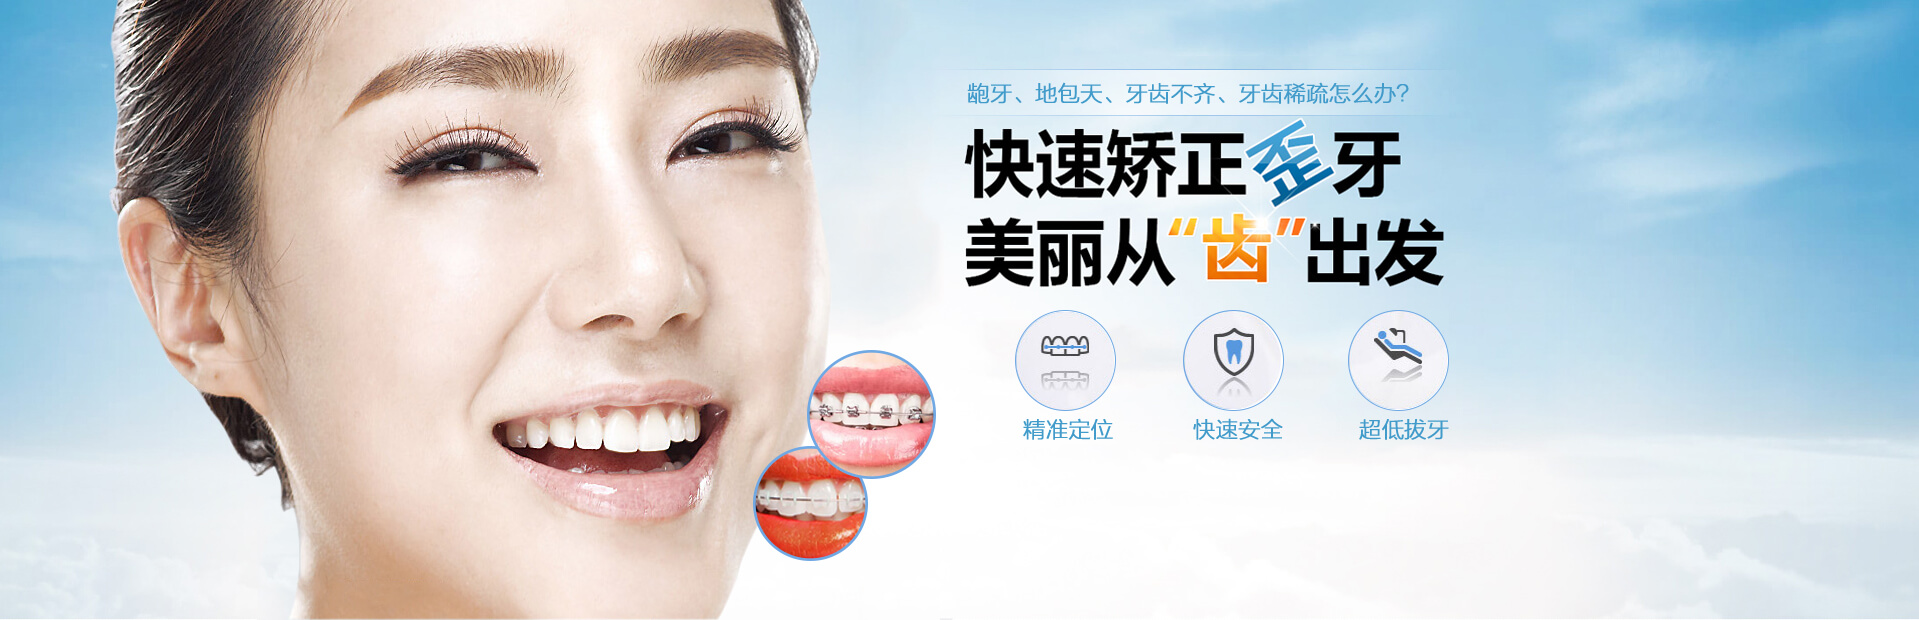 龅牙、地包天、牙齿不齐、牙齿稀疏怎么办?
快速矫正歪牙
美丽从“齿”出发
精准定位
快速安全
超低拔牙